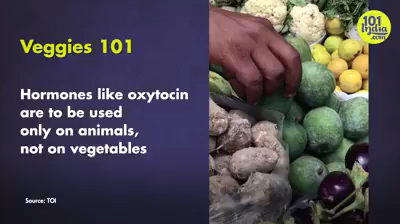 101
India
.com
Veggies 101
Hormones like oxytocin
are to be used
only on animals,
not on vegetables
Source: TOI